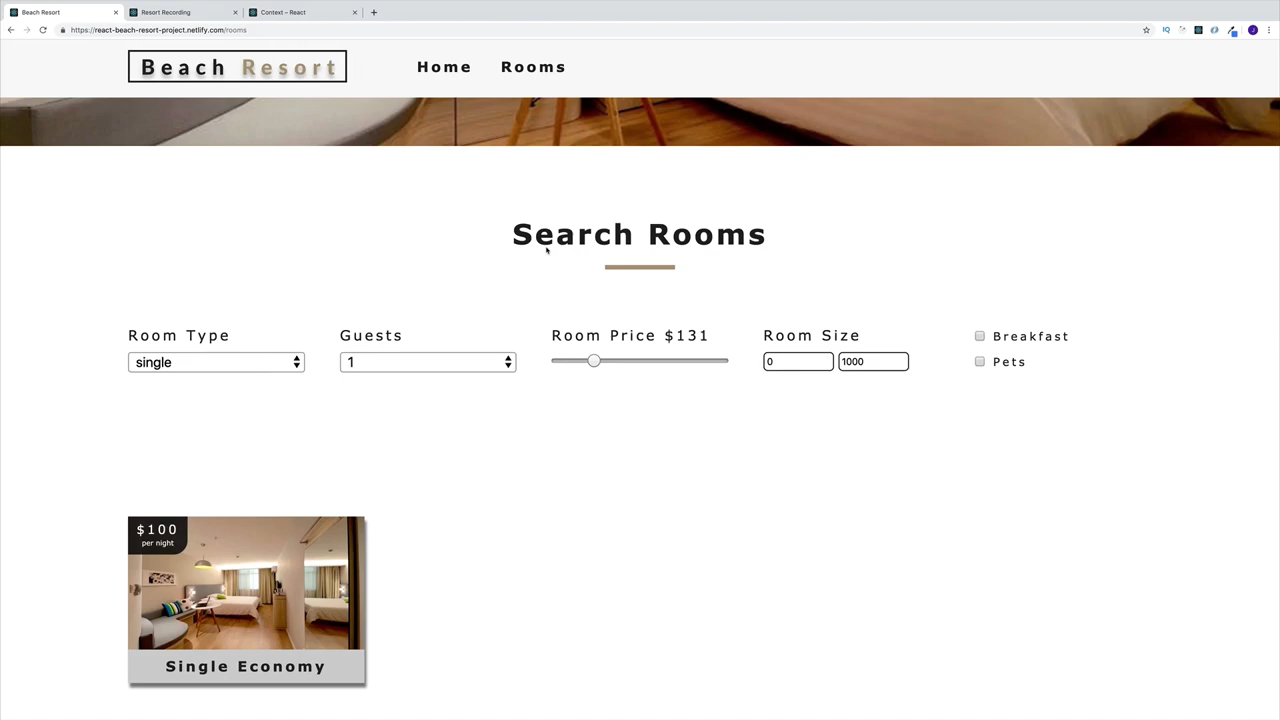 Beach Resort
Resort Recording
Context – React
https://react-beach-resort-project.netlify.com/rooms
Beach Resort
Home
Rooms
Search Rooms
Room Type
Guests
Room Price $131
Room Size
Breakfast
single
1
0
1000
Pets
$100
per night
Single Economy